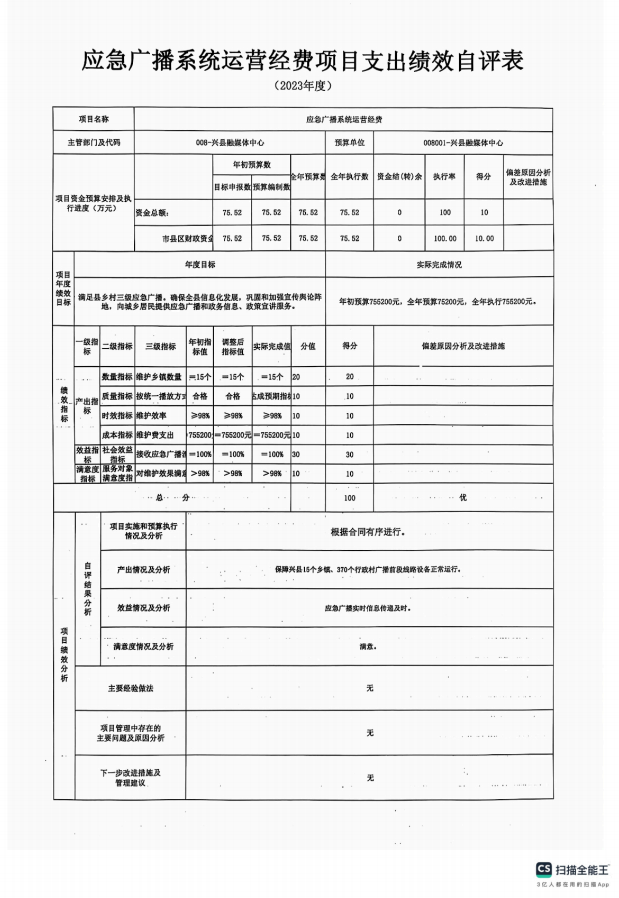 应急广播系统运营经费项目支出绩效自评表
（2023年度）
项目名称 应急广播系统运营经费
主管部门及代码 008-兴县融媒体中心 预算单位 008001-兴县融媒体中心
项目资金预算安排及执
行进度（万元）
年初预算数 全年预算数 全年执行数 资金结(转)余 执行率 得分 偏差原因分析
及改进措施
目标申报数 预算编制数
资金总额： 75.52 75.52 75.52 75.52 0 100 10
市县区财政资金 75.52 75.52 75.52 75.52 0 100.00 10.00
项目
年度
绩效
目标
年度目标 实际完成情况
满足县乡村三级应急广播。确保全县信息化发展，巩固和加强宣传舆论阵
地，向城乡居民提供应急广播和政务信息、政策宣讲服务。
年初预算755200元，全年预算75200元，全年执行755200元。
绩
效
指
标
一级指
标
二级指标 三级指标 年初指
标值
调整后
指标值
实际完成值 分值 得分 偏差原因分析及改进措施
产出指
标
数量指标 维护乡镇数量 ＝15个 ＝15个 ＝15个 20 20
质量指标 按统一播放方式 合格 合格 达成预期指标 10 10
时效指标 维护效率 ≥98% ≥98% ≥98% 10 10
成本指标 维护费支出 755200 ＝755200元 ＝755200元 10 10
效益指
标
社会效益
指标
接收应急广播 ＝100% ＝100% ＝100% 30 30
满意度
指标
服务对象
满意度指
对维护效果满意 ＞98% ＞98% ＞98% 10 10
总 分 100 优
项
目
绩
效
分
析
自
评
结
果
分
析
项目实施和预算执行
情况及分析
根据合同有序进行。
产出情况及分析 保障兴县15个乡镇、370个行政村广播前段线路设备正常运行。
效益情况及分析 应急广播实时信息传递及时。
满意度情况及分析 满意。
主要经验做法 无
项目管理中存在的
主要问题及原因分析
无
下一步改进措施及
管理建议
无
CS 扫描全能王
3亿人都在用的扫描App